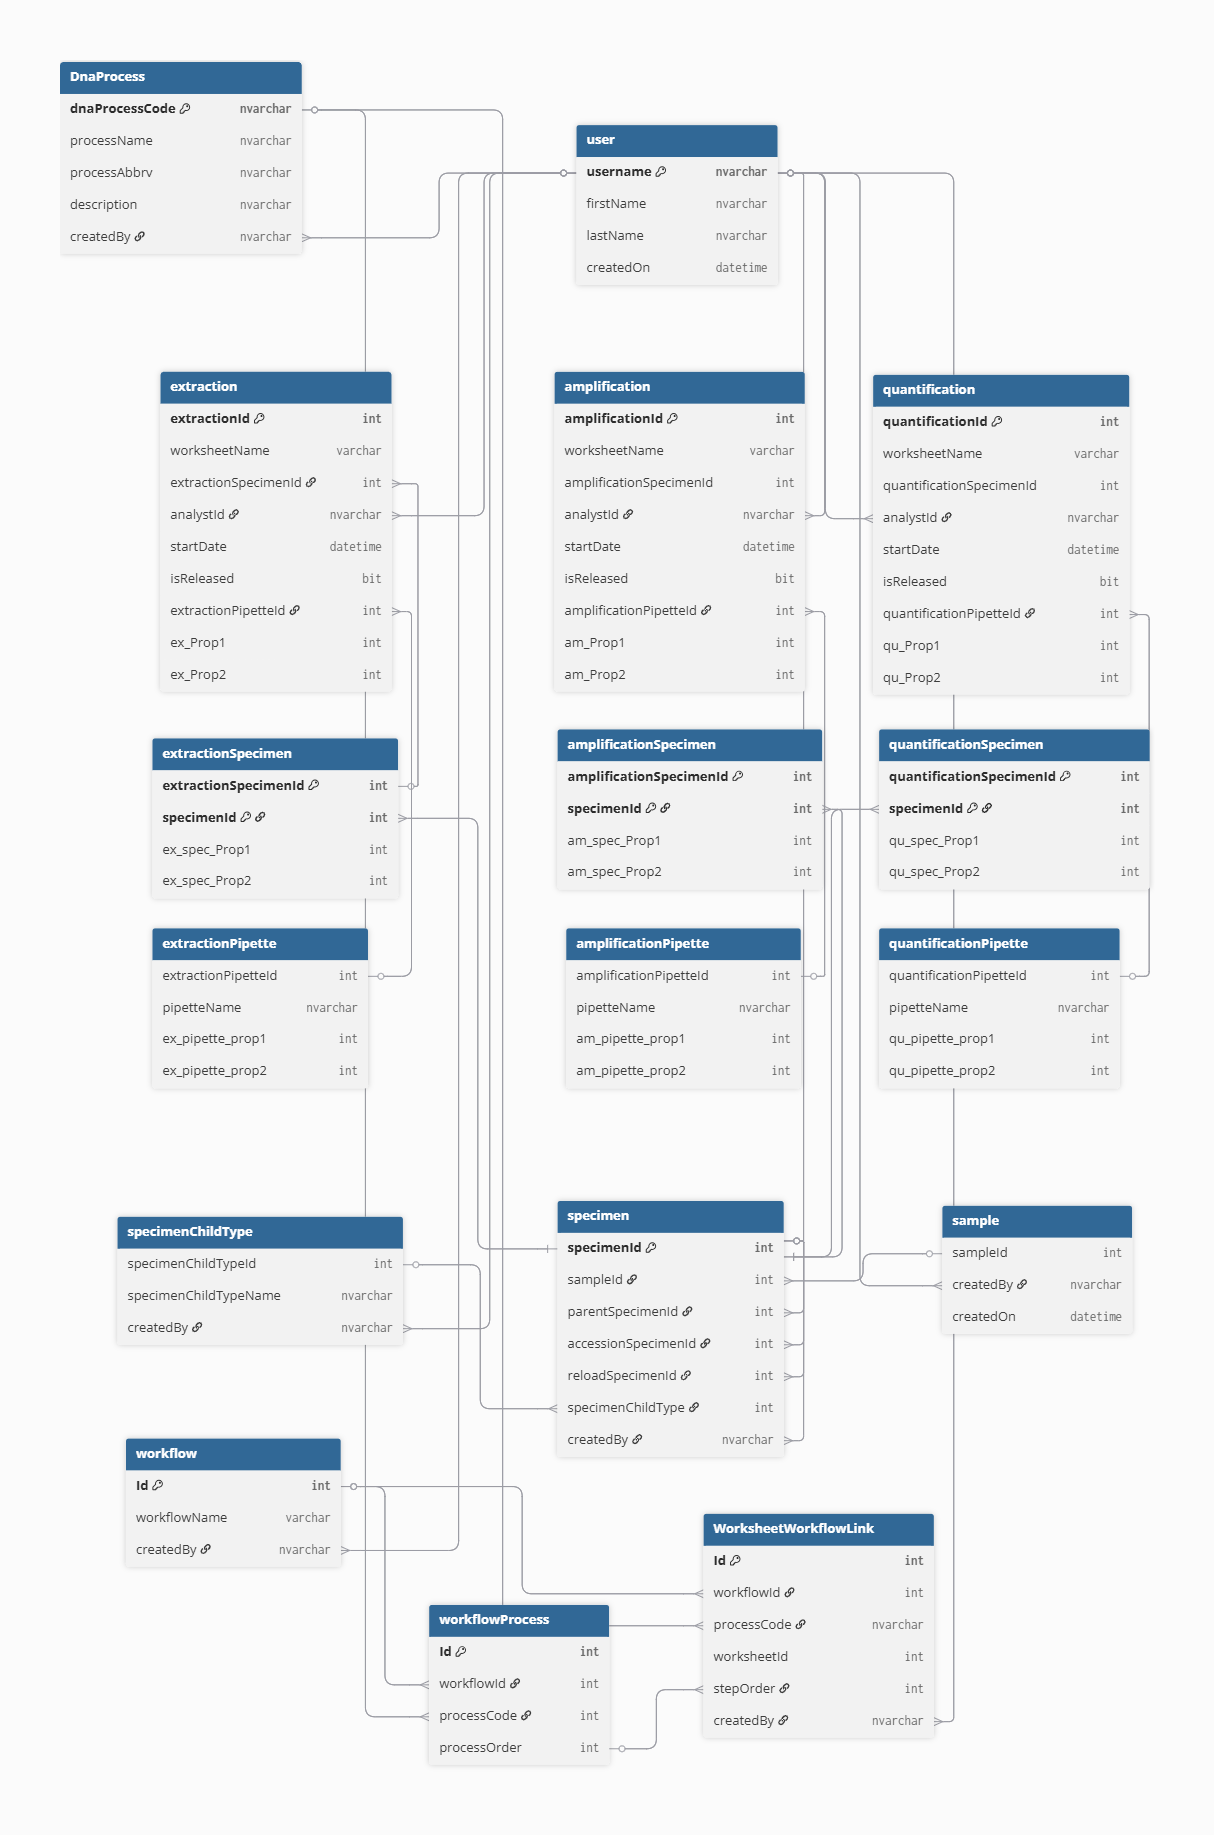 DnaProcess
dnaProcessCode nvarchar
processName nvarchar
processAbbrv nvarchar
description nvarchar
createdBy nvarchar
user
username nvarchar
firstName nvarchar
lastName nvarchar
createdOn datetime
extraction
extractionId int
worksheetName varchar
extractionSpecimenId int
analystId nvarchar
startDate datetime
isReleased bit
extractionPipetteId int
ex_Prop1 int
ex_Prop2 int
amplification
amplificationId int
worksheetName varchar
amplificationSpecimenId int
analystId nvarchar
startDate datetime
isReleased bit
amplificationPipetteId int
am_Prop1 int
am_Prop2 int
quantification
quantificationId int
worksheetName varchar
quantificationSpecimenId int
analystId nvarchar
startDate datetime
isReleased bit
quantificationPipetteId int
qu_Prop1 int
qu_Prop2 int
extractionSpecimen
extractionSpecimenId int
specimenId int
ex_spec_Prop1 int
ex_spec_Prop2 int
amplificationSpecimen
amplificationSpecimenId int
specimenId int
am_spec_Prop1 int
am_spec_Prop2 int
quantificationSpecimen
quantificationSpecimenId int
specimenId int
qu_spec_Prop1 int
qu_spec_Prop2 int
extractionPipette
extractionPipetteId int
pipetteName nvarchar
ex_pipette_prop1 int
ex_pipette_prop2 int
amplificationPipette
amplificationPipetteId int
pipetteName nvarchar
am_pipette_prop1 int
am_pipette_prop2 int
quantificationPipette
quantificationPipetteId int
pipetteName nvarchar
qu_pipette_prop1 int
qu_pipette_prop2 int
specimenChildType
specimenChildTypeId int
specimenChildTypeName nvarchar
createdBy nvarchar
specimen
specimenId int
sampleId int
parentSpecimenId int
accessionSpecimenId int
reloadSpecimenId int
specimenChildType int
createdBy nvarchar
sample
sampleId int
createdBy nvarchar
createdOn datetime
workflow
Id int
workflowName varchar
createdBy nvarchar
WorksheetWorkflowLink
Id int
workflowId int
processCode nvarchar
worksheetId int
stepOrder int
createdBy nvarchar
workflowProcess
Id int
workflowId int
processCode int
processOrder int